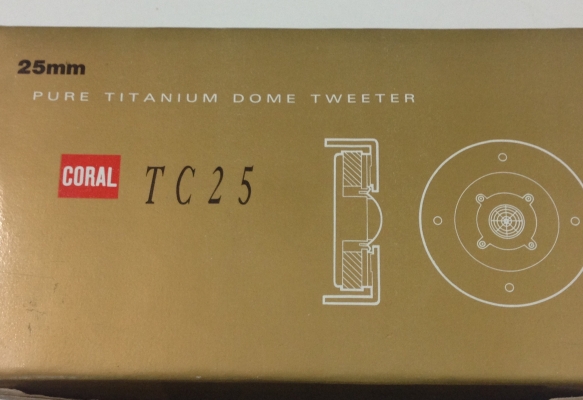 25mm
PURE TITANIUM DOME TWEETER
CORAL TC25